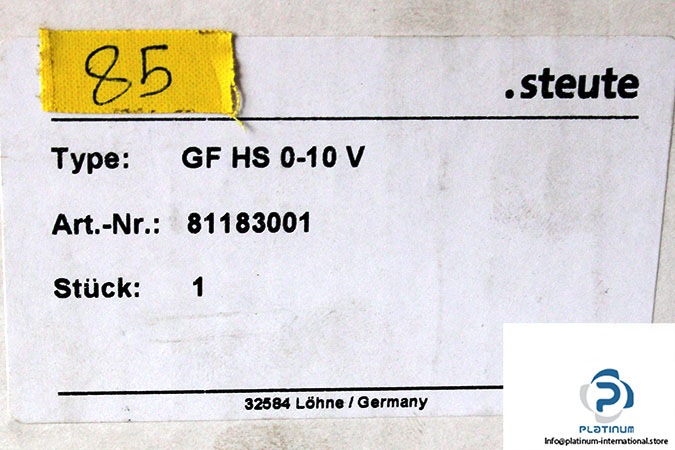 85
.steute
Type: GF HS 0-10 V
Art.-Nr.: 81183001
Stück: 1
32584 Löhne / Germany
PLATINUM
Info@platinum-international.store